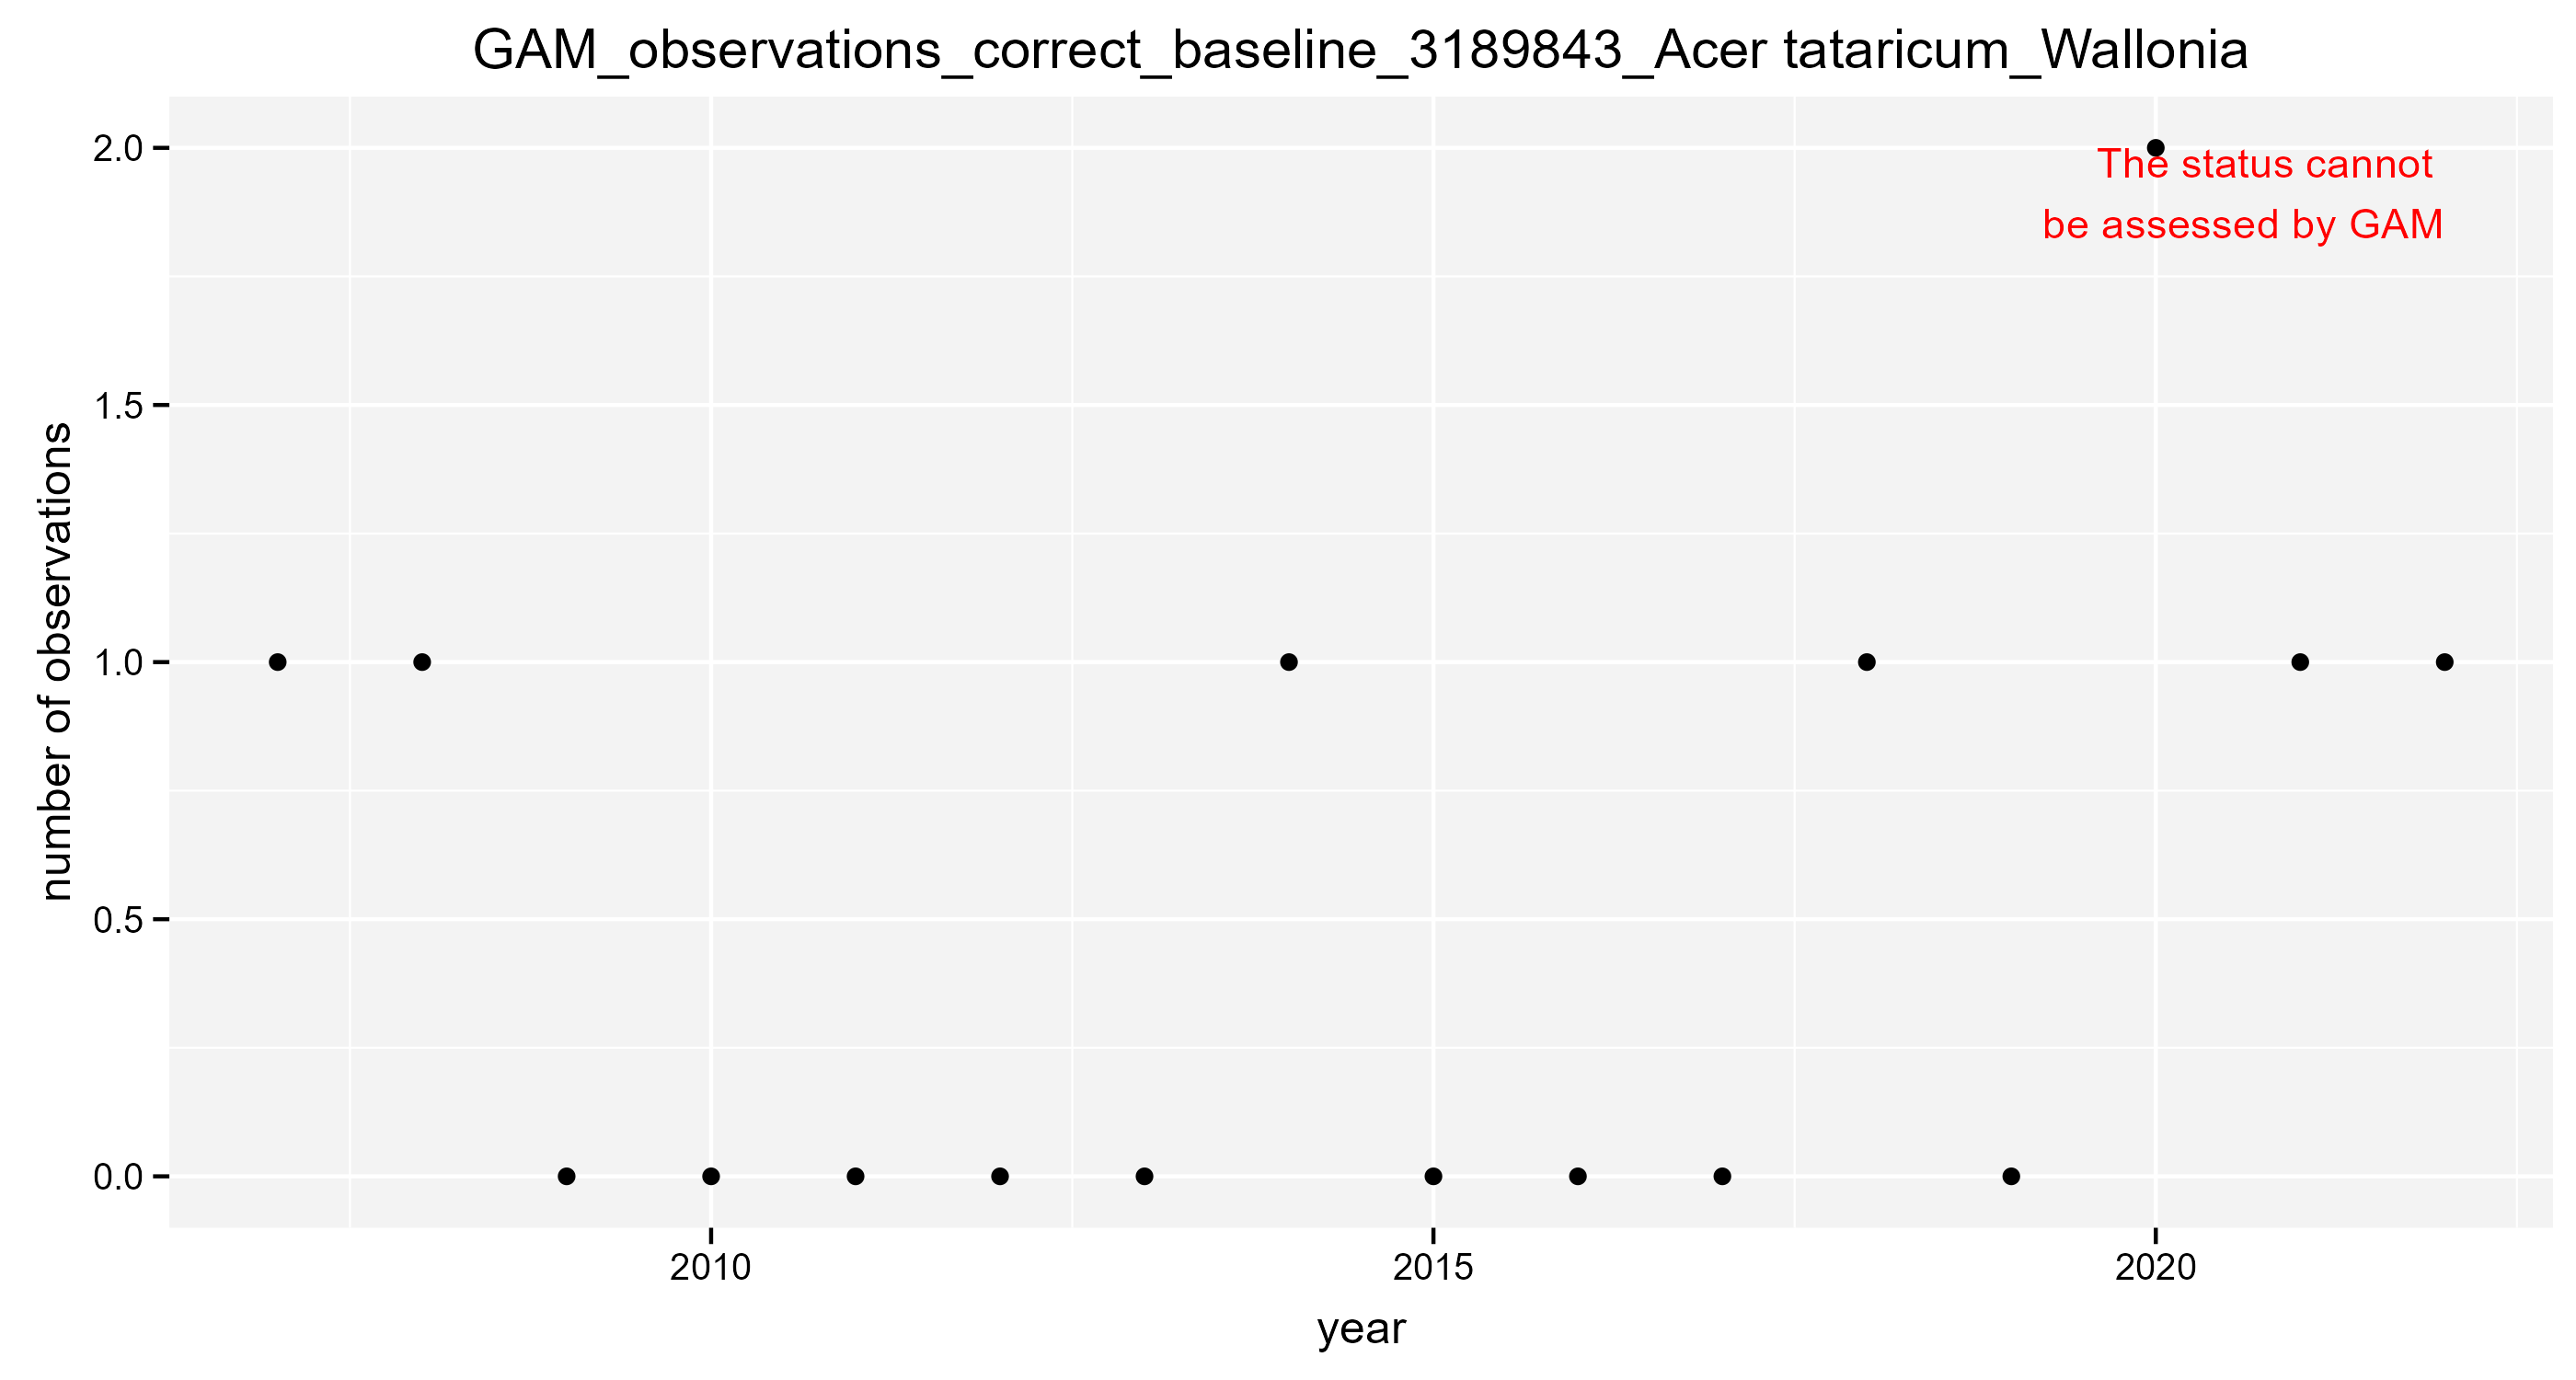 GAM_observations_correct_baseline_3189843_Acer tataricum_Wallonia
2.0
The status cannot
be assessed by GAM
1.5
number of observations
1.0
0.5
0.0
2010
2015
2020
year